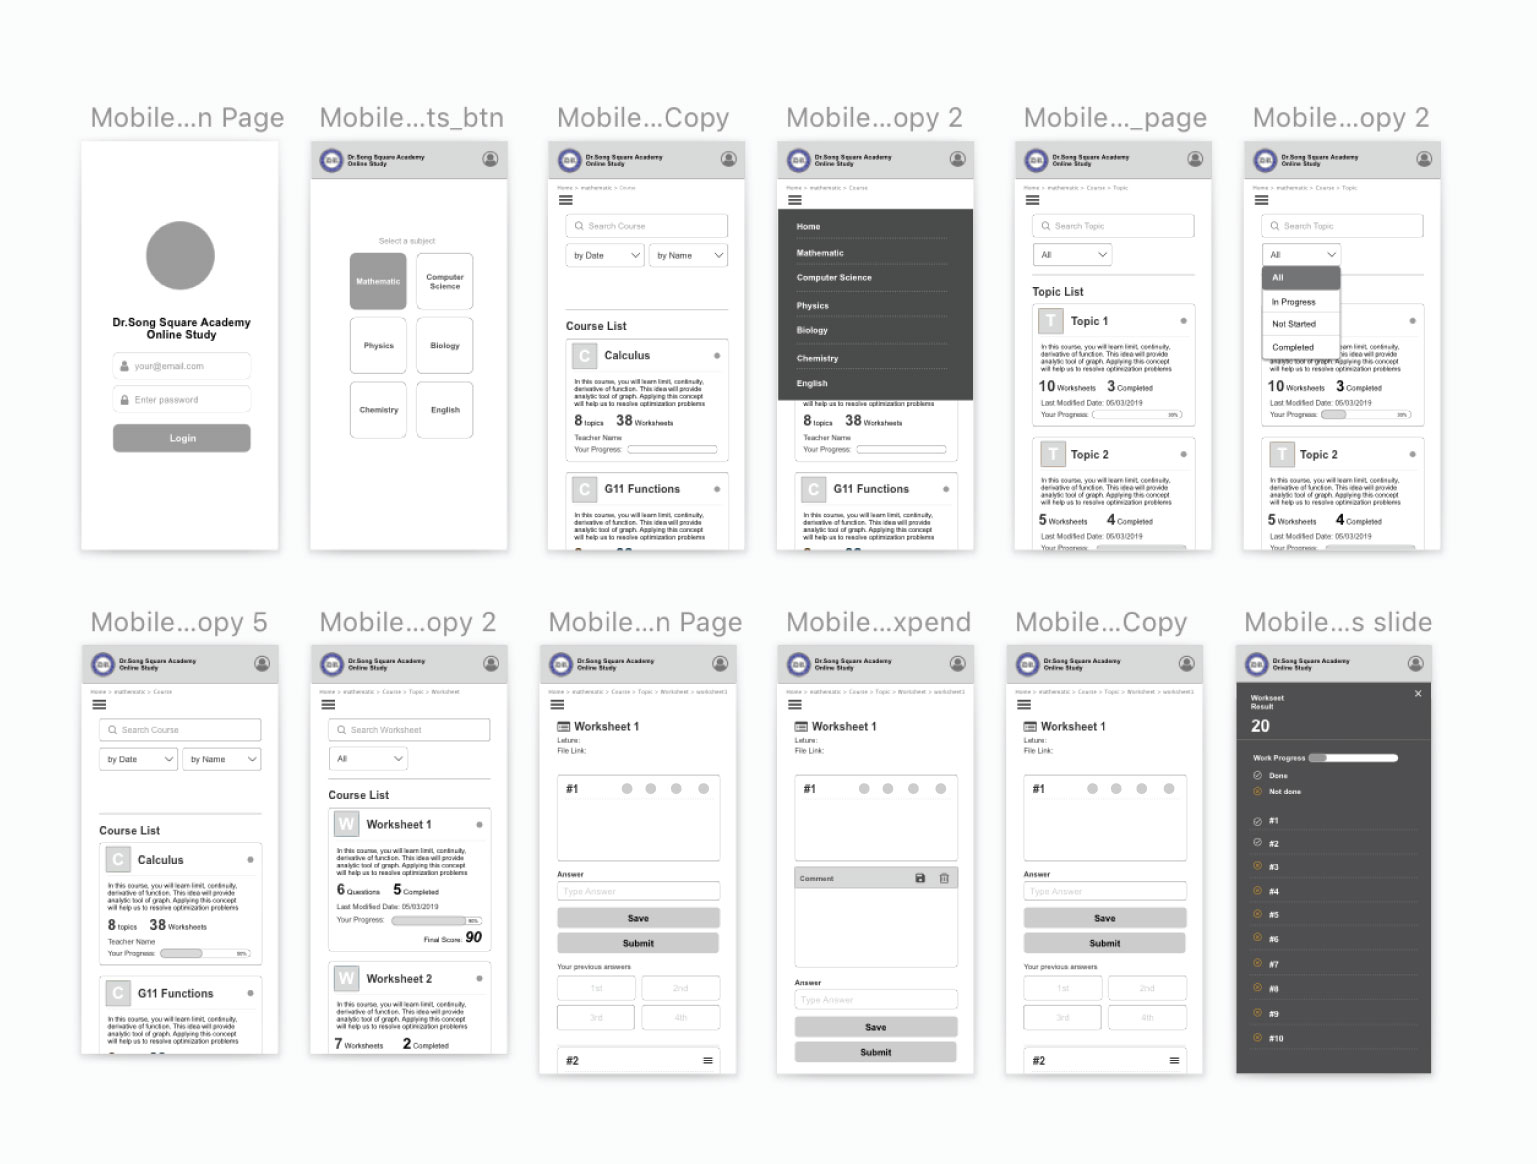 Mobile...n Page
Mobile...ts_btn
Mobile...Copy
Mobile...opy 2
Mobile..._page
Mobile...opy 2
Dr.Song Square Academy
Online Study
your@email.com
Enter password
Login
Dr.Song Square Academy
Online Study
Select a subject
Mathematic
Computer
Science
Physics
Biology
Chemistry
English
Dr.Song Square Academy
Online Study
Home > mathematic > Course
Search Course
by Date
by Name
Course List
C
Calculus
In this course, you will learn limit, continuity,
derivative of function. This idea will provide
analytic tool of graph. Applying this concept
will help us to resolve optimization problems
8 topics 38 Worksheets
Teacher Name
Your Progress:
C
G11 Functions
In this course, you will learn limit, continuity,
derivative of function. This idea will provide
analytic tool of graph. Applying this concept
will help us to resolve optimization problems
Dr.Song Square Academy
Online Study
Home > mathematic > Course
Home
Mathematic
Computer Science
Physics
Biology
Chemistry
English
will help us to resolve optimization problems
8 topics 38 Worksheets
Teacher Name
Your Progress:
C
G11 Functions
In this course, you will learn limit, continuity,
derivative of function. This idea will provide
analytic tool of graph. Applying this concept
will help us to resolve optimization problems
Dr.Song Square Academy
Online Study
Home > mathematic > Course > Topic
Search Topic
All
Topic List
T
Topic 1
In this course, you will learn limit, continuity,
derivative of function. This idea will provide
analytic tool of graph. Applying this concept
will help us to resolve optimization problems
10 Worksheets 3 Completed
Last Modified Date: 05/03/2019
Your Progress:
T
Topic 2
In this course, you will learn limit, continuity,
derivative of function. This idea will provide
analytic tool of graph. Applying this concept
will help us to resolve optimization problems
5 Worksheets 4 Completed
Last Modified Date: 05/03/2019
Your Progress:
Dr.Song Square Academy
Online Study
Home > mathematic > Course > Topic
Search Topic
All
All
In Progress
Not Started
Completed
will help us to resolve optimization problems
10 Worksheets 3 Completed
Last Modified Date: 05/03/2019
Your Progress:
T
Topic 2
In this course, you will learn limit, continuity,
derivative of function. This idea will provide
analytic tool of graph. Applying this concept
will help us to resolve optimization problems
5 Worksheets 4 Completed
Last Modified Date: 05/03/2019
Your Progress:
Mobile...opy 5
Mobile...opy 2
Mobile...n Page
Mobile...xpend
Mobile...Copy
Mobile...s slide
Dr.Song Square Academy
Online Study
Home > mathematic > Course
Search Course
by Date
by Name
Course List
C
Calculus
In this course, you will learn limit, continuity,
derivative of function. This idea will provide
analytic tool of graph. Applying this concept
will help us to resolve optimization problems
8 topics 38 Worksheets
Teacher Name
Your Progress: 90%
C
G11 Functions
In this course, you will learn limit, continuity,
derivative of function. This idea will provide
analytic tool of graph. Applying this concept
will help us to resolve optimization problems
Dr.Song Square Academy
Online Study
Home > mathematic > Course > Topic > Worksheet
Search Worksheet
All
Course List
W
Worksheet 1
In this course, you will learn limit, continuity,
derivative of function. This idea will provide
analytic tool of graph. Applying this concept
will help us to resolve optimization problems
6 Questions 5 Completed
Last Modified Date: 05/03/2019
Your Progress: 90%
Final Score: 90
W
Worksheet 2
In this course, you will learn limit, continuity,
derivative of function. This idea will provide
analytic tool of graph. Applying this concept
will help us to resolve optimization problems
7 Worksheets 2 Completed
Dr.Song Square Academy
Online Study
Home > mathematic > Course > Topic > Worksheet > worksheet1
Worksheet 1
Leture:
File Link:
#1
Answer
Type Answer
Save
Submit
Your previous answers
1st
2nd
3rd
4th
#2
Dr.Song Square Academy
Online Study
Home > mathematic > Course > Topic > Worksheet > worksheet1
Worksheet 1
Leture:
File Link:
#1
Comment
Answer
Type Answer
Save
Submit
Dr.Song Square Academy
Online Study
Home > mathematic > Course > Topic > Worksheet > worksheet1
Worksheet 1
Leture:
File Link:
#1
Answer
Type Answer
Save
Submit
Your previous answers
1st
2nd
3rd
4th
#2
Dr.Song Square Academy
Online Study
Workseet
Result
20
Work Progress
Done
Not done
#1
#2
#3
#4
#5
#6
#7
#8
#9
#10